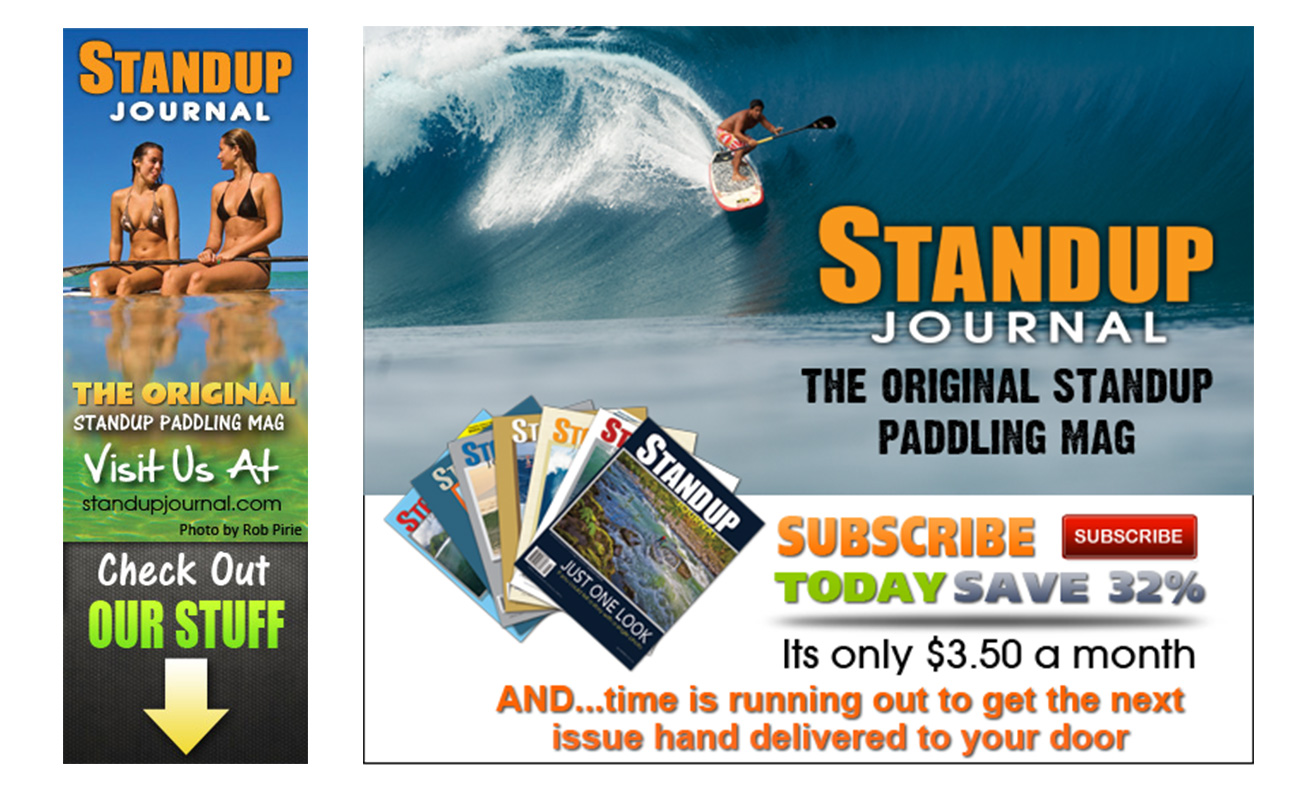 STANDUP
JOURNAL
THE ORIGINAL
STANDUP PADDLING MAG
Visit Us At
standupjournal.com
Photo by Rob Pirie
Check Out
OUR STUFF
STANDUP
JOURNAL
THE ORIGINAL STANDUP
PADDLING MAG
STANDUP
JUST ONE LOOK
SUBSCRIBE
SUBSCRIBE
TODAY SAVE 32%
Its only $3.50 a month
AND...time is running out to get the next
issue hand delivered to your door